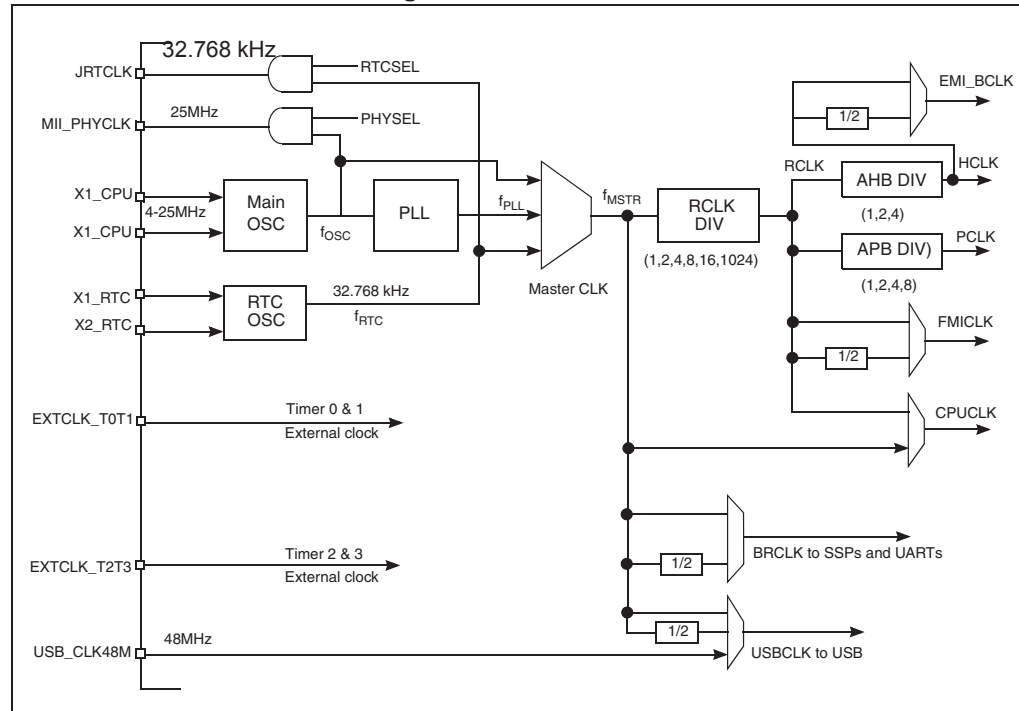 32.768 kHz
JRTCLK
RTCSEL
25MHz
MII_PHYCLK
PHYSEL
EMI_BCLK
1/2
X1_CPU
4-25MHz
X1_CPU
Main
OSC
fOSC
PLL
fPLL
fMSTR
RCLK
DIV
(1,2,4,8,16,1024)
RCLK
AHB DIV
HCLK
(1,2,4)
APB DIV)
PCLK
(1,2,4,8)
Master CLK
X1_RTC
X2_RTC
RTC
OSC
32.768 kHz
fRTC
FMICLK
1/2
EXTCLK_T0T1
Timer 0 & 1
External clock
CPUCLK
BRCLK to SSPs and UARTs
1/2
EXTCLK_T2T3
Timer 2 & 3
External clock
1/2
USB_CLK48M
48MHz
USBCLK to USB